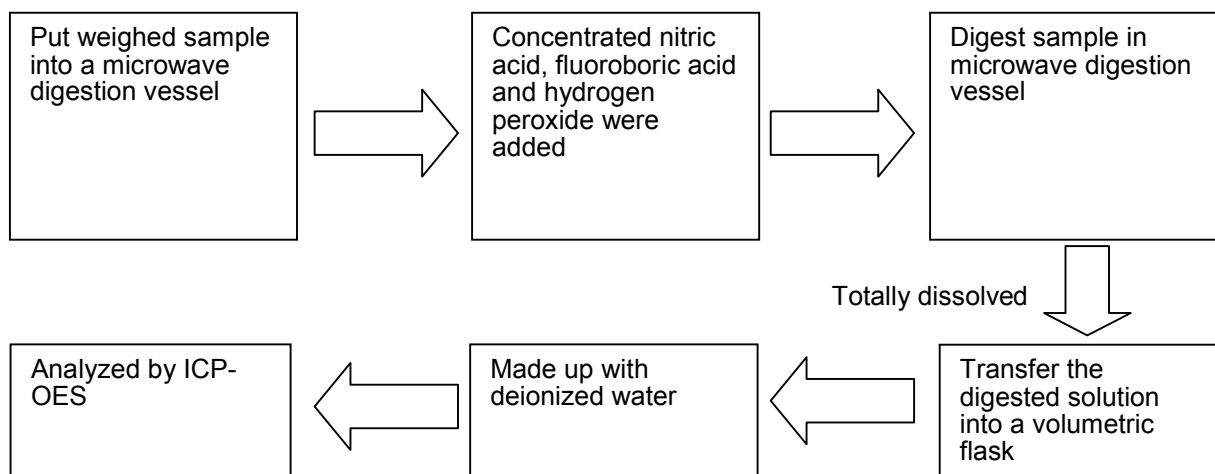 Put weighed sample
into a microwave
digestion vessel
Concentrated nitric
acid, fluoroboric acid
and hydrogen
peroxide were
added
Digest sample in
microwave digestion
vessel
Totally dissolved
Transfer the
digested solution
into a volumetric
flask
Made up with
deionized water
Analyzed by ICP-
OES